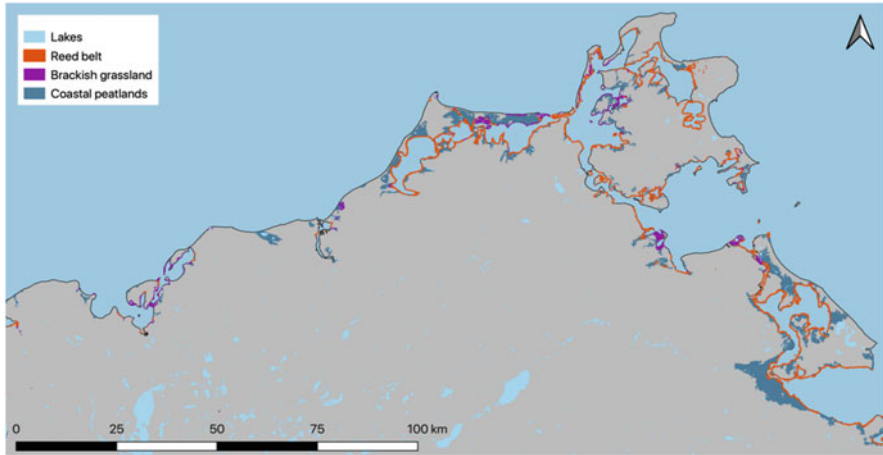 Lakes
Reed belt
Brackish grassland
Coastal peatlands
0 25 50 75 100 km